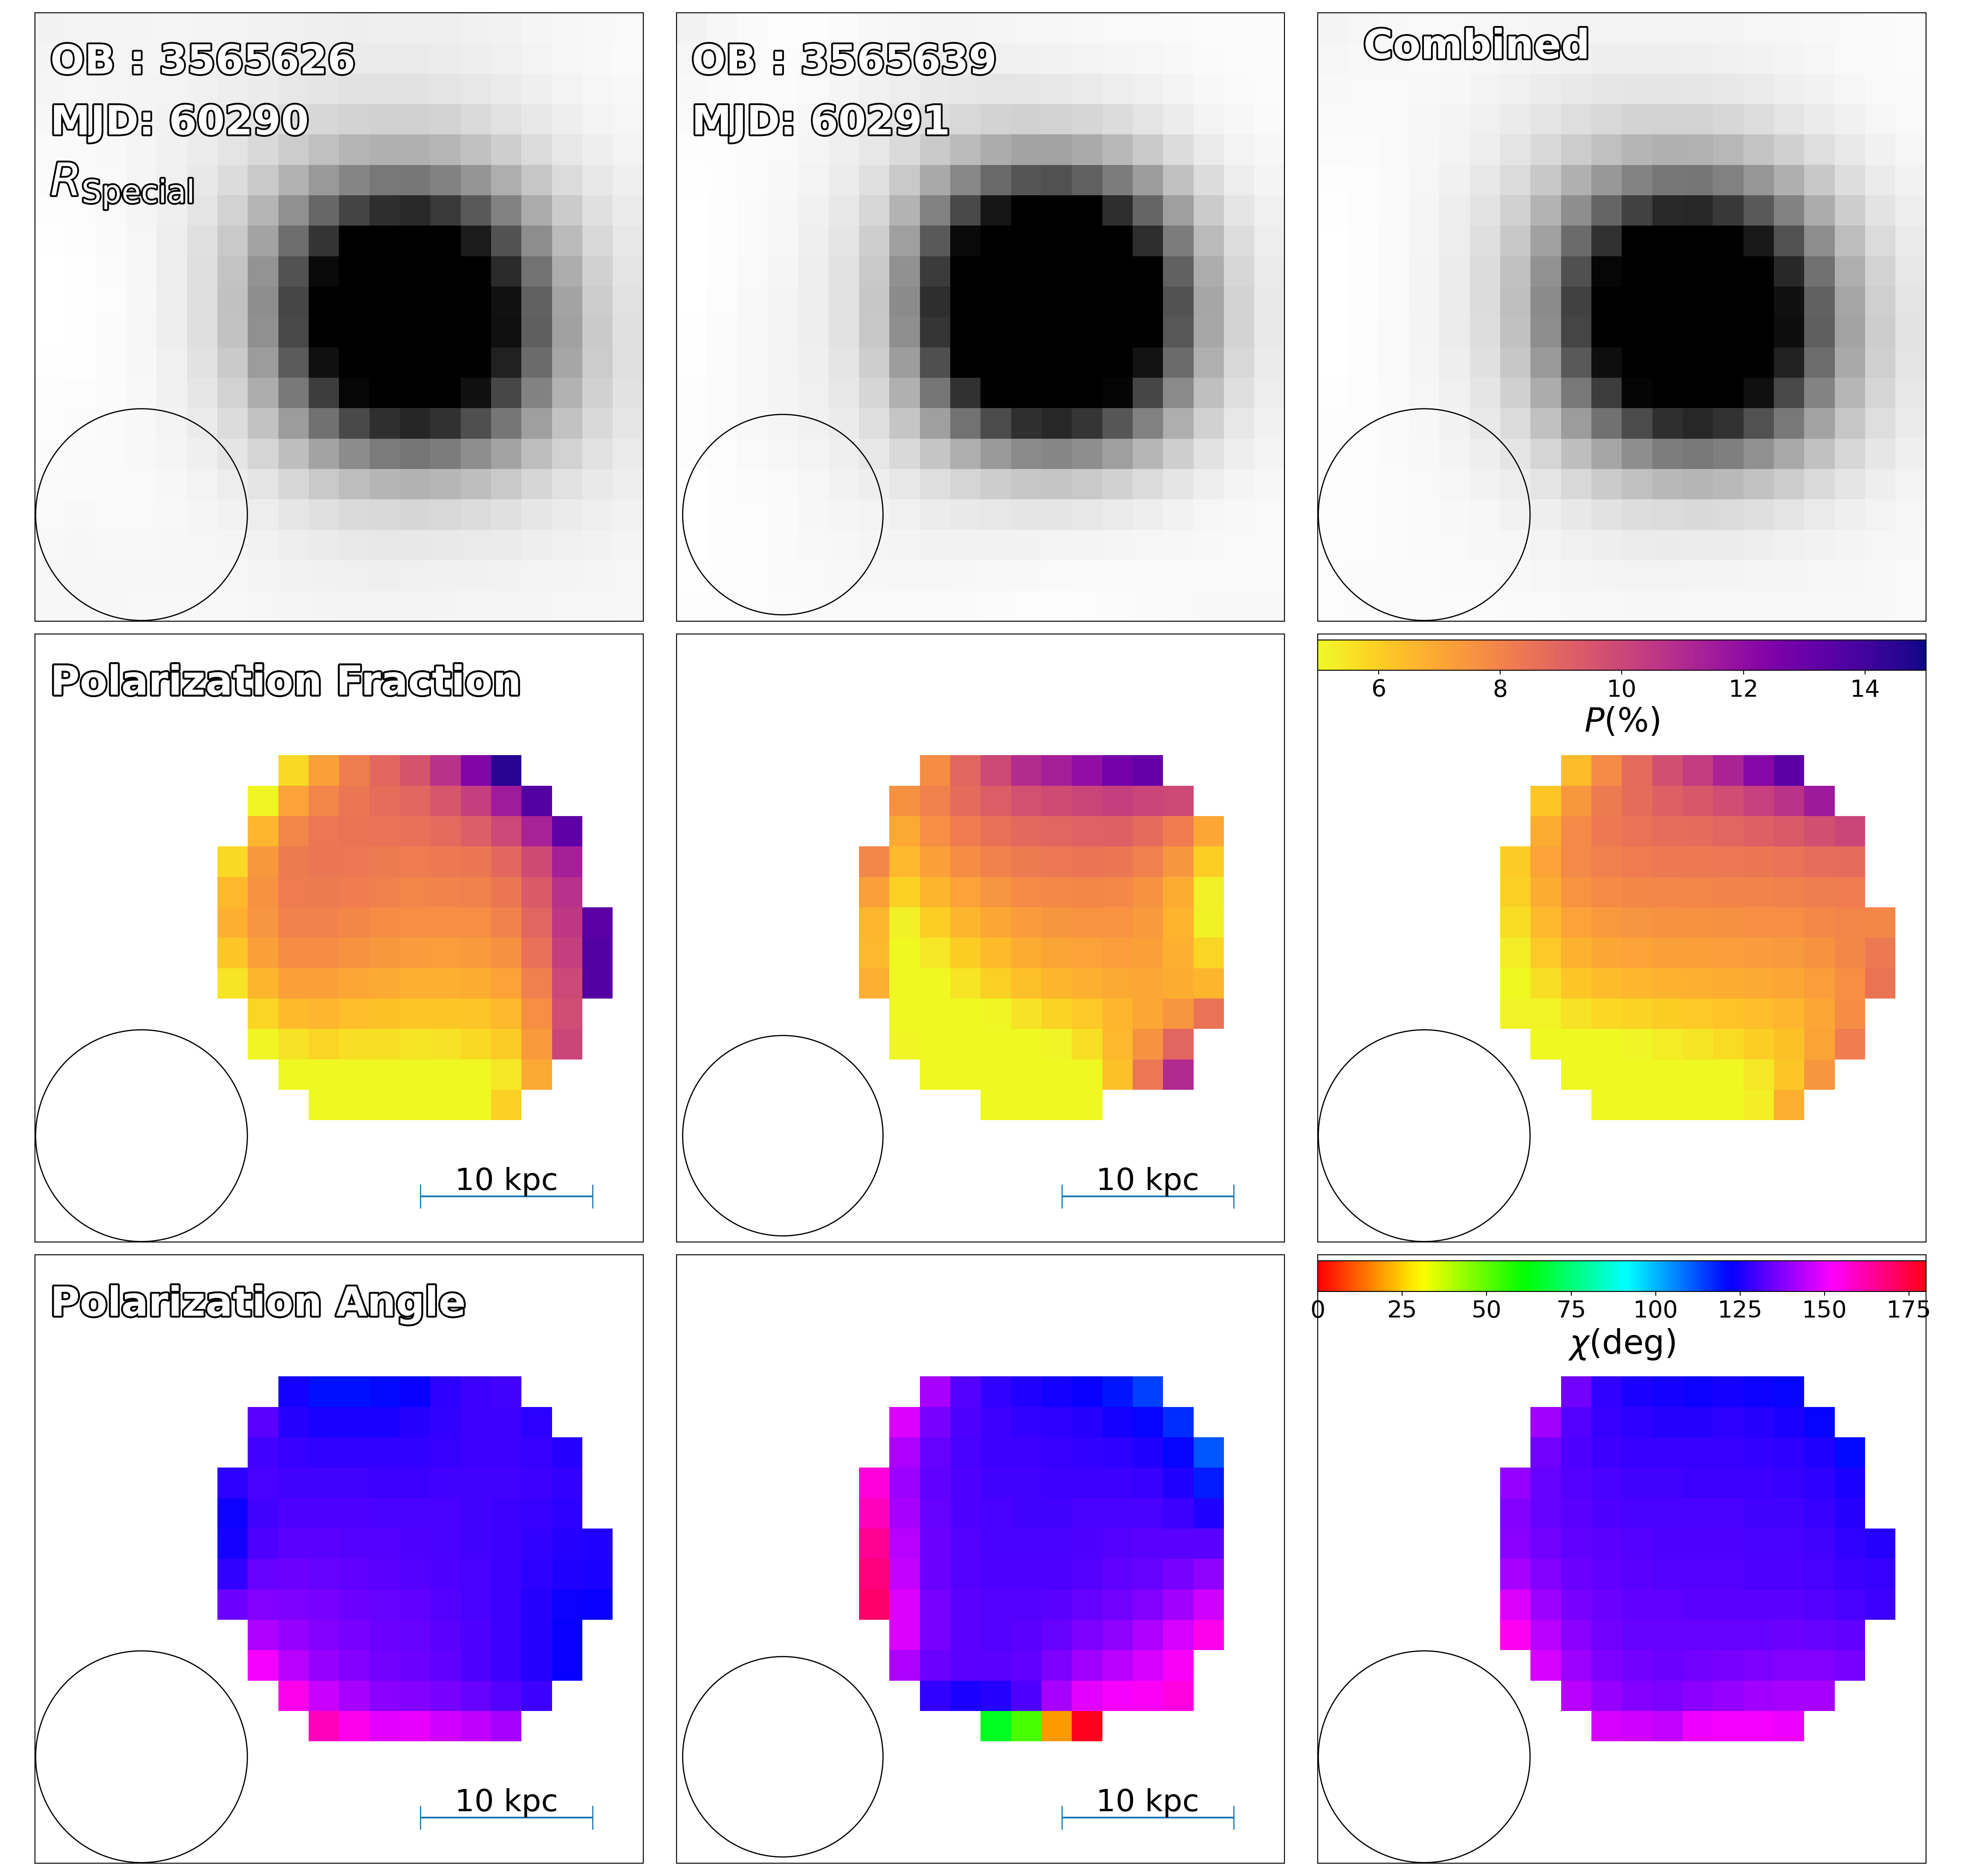 OB : 3565626
MJD: 60290
R_Special
OB : 3565639
MJD: 60291
Combined
Polarization Fraction
6 8 10 12 14
P(%)
10 kpc
10 kpc
Polarization Angle
0 25 50 75 100 125 150 175
χ(deg)
10 kpc
10 kpc